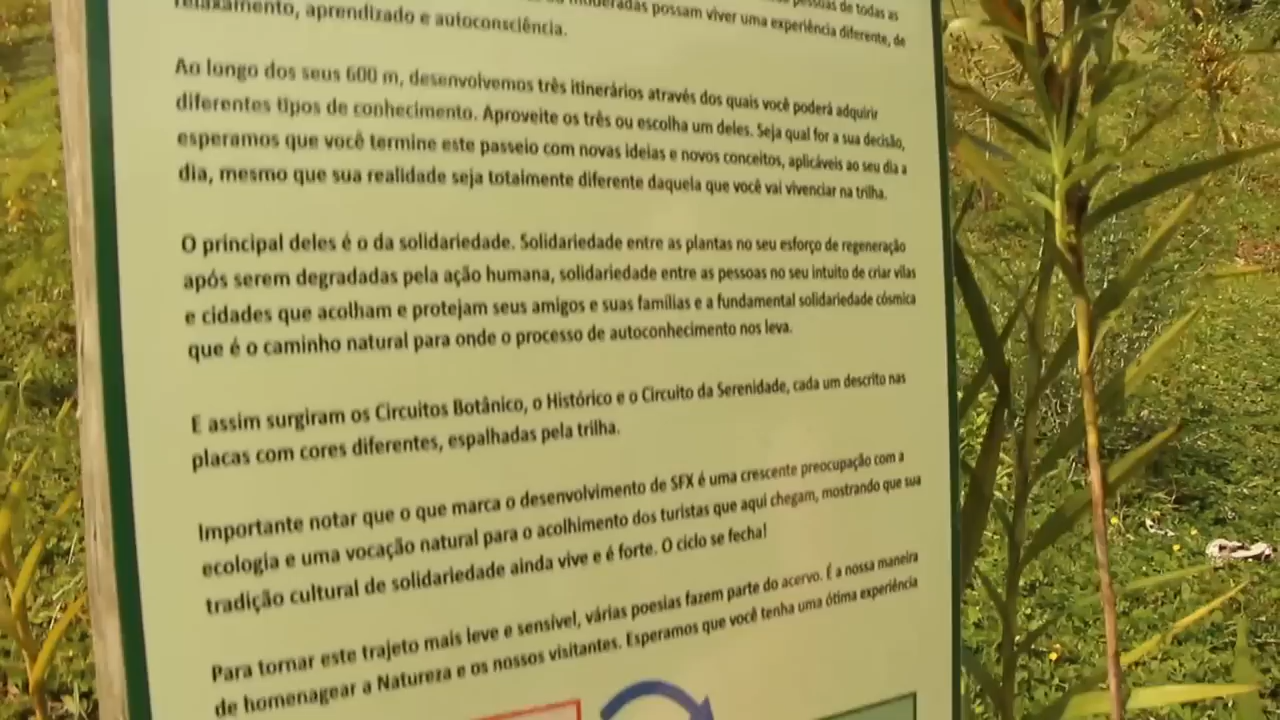 moderadas possam viver uma experiência diferente, de
relaxamento, aprendizado e autoconsciência.
Ao longo dos seus 600 m, desenvolvemos três itinerários através dos quais você poderá adquirir
diferentes tipos de conhecimento. Aproveite os três ou escolha um deles. Seja qual for a sua decisão,
esperamos que você termine este passeio com novas ideias e novos conceitos, aplicáveis ao seu dia a
dia, mesmo que sua realidade seja totalmente diferente daquela que você vai vivenciar na trilha.
O principal deles é o da solidariedade. Solidariedade entre as plantas no seu esforço de regeneração
após serem degradadas pela ação humana, solidariedade entre as pessoas no seu intuito de criar vilas
e cidades que acolham e protejam seus amigos e suas famílias e a fundamental solidariedade cósmica
que é o caminho natural para onde o processo de autoconhecimento nos leva.
E assim surgiram os Circuitos Botânico, o Histórico e o Circuito da Serenidade, cada um descrito nas
placas com cores diferentes, espalhadas pela trilha.
Importante notar que o que marca o desenvolvimento de SFX é uma crescente preocupação com a
ecologia e uma vocação natural para o acolhimento dos turistas que aqui chegam, mostrando que sua
tradição cultural de solidariedade ainda vive e é forte. O ciclo se fecha!
Para tornar este trajeto mais leve e sensível, várias poesias fazem parte do acervo. É a nossa maneira
de homenagear a Natureza e os nossos visitantes. Esperamos que você tenha uma ótima experiência